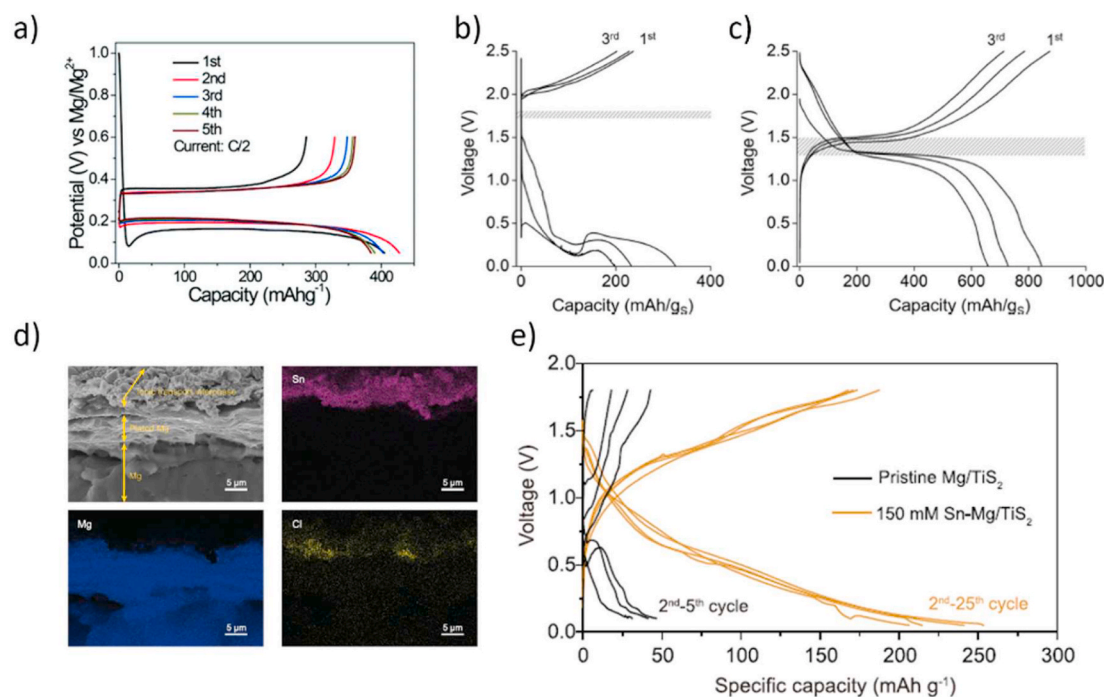 a)
Potential (V) vs Mg/Mg²⁺
1.0
0.8
0.6
0.4
0.2
0.0
1st
2nd
3rd
4th
5th
Current: C/2
0 100 200 300 400
Capacity (mAhg⁻¹)
b)
3ʳᵈ 1ˢᵗ
Voltage (V)
2.5
2.0
1.5
1.0
0.5
0.0
0 200 400
Capacity (mAh/gₛ)
c)
3ʳᵈ 1ˢᵗ
Voltage (V)
2.5
2.0
1.5
1.0
0.5
0.0
0 200 400 600 800 1000
Capacity (mAh/gₛ)
d)
Mg
5 μm
Sn
5 μm
Mg
5 μm
Cl
5 μm
e)
Voltage (V)
2.0
1.5
1.0
0.5
0.0
Pristine Mg/TiS₂
150 mM Sn-Mg/TiS₂
2ⁿᵈ-5ᵗʰ cycle
2ⁿᵈ-25ᵗʰ cycle
0 50 100 150 200 250 300
Specific capacity (mAh g⁻¹)